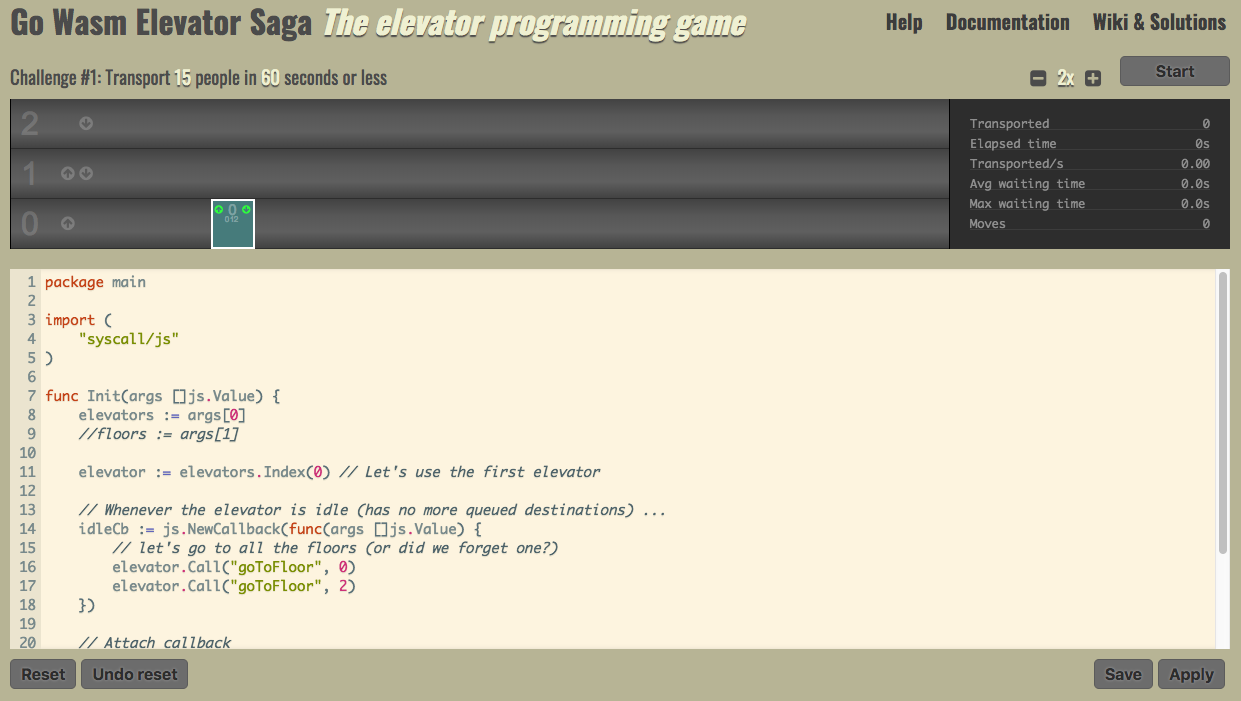 Go Wasm Elevator Saga The elevator programming game
Help Documentation Wiki & Solutions
Challenge #1: Transport 15 people in 60 seconds or less
2x
Start
2
1
0
0
012
Transported 0
Elapsed time 0s
Transported/s 0.00
Avg waiting time 0.0s
Max waiting time 0.0s
Moves 0
1 package main
2
3 import (
4 "syscall/js"
5 )
6
7 func Init(args []js.Value) {
8 elevators := args[0]
9 //floors := args[1]
10
11 elevator := elevators.Index(0) // Let's use the first elevator
12
13 // Whenever the elevator is idle (has no more queued destinations) ...
14 idleCb := js.NewCallback(func(args []js.Value) {
15 // let's go to all the floors (or did we forget one?)
16 elevator.Call("goToFloor", 0)
17 elevator.Call("goToFloor", 2)
18 })
19
20 // Attach callback
Reset Undo reset Save Apply